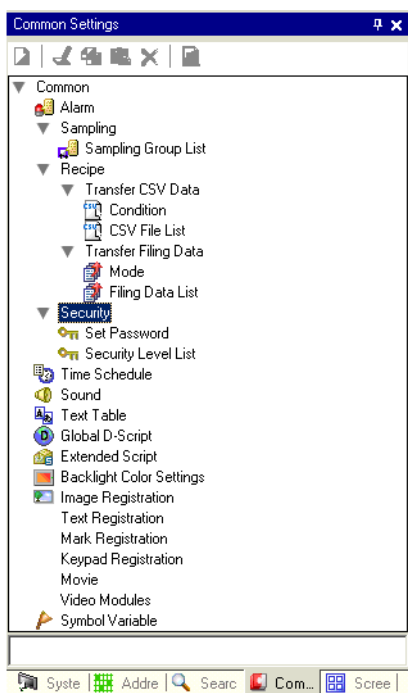 Common Settings
Common
Alarm
Sampling
Sampling Group List
Recipe
Transfer CSV Data
Condition
CSV File List
Transfer Filing Data
Mode
Filing Data List
Security
Set Password
Security Level List
Time Schedule
Sound
Text Table
Global D-Script
Extended Script
Backlight Color Settings
Image Registration
Text Registration
Mark Registration
Keypad Registration
Movie
Video Modules
Symbol Variable
Syste Addre Searc Com... Scree